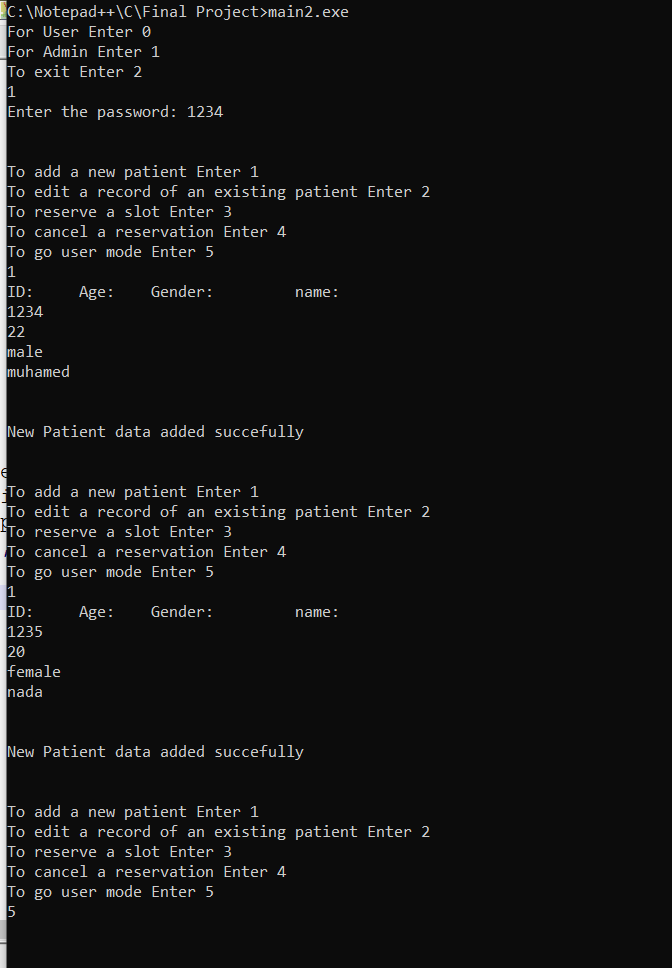 C:\Notepad++\C\Final Project>main2.exe
For User Enter 0
For Admin Enter 1
To exit Enter 2
1
Enter the password: 1234
To add a new patient Enter 1
To edit a record of an existing patient Enter 2
To reserve a slot Enter 3
To cancel a reservation Enter 4
To go user mode Enter 5
1
ID:     Age:    Gender:         name:
1234
22
male
muhamed
New Patient data added succefully
To add a new patient Enter 1
To edit a record of an existing patient Enter 2
To reserve a slot Enter 3
To cancel a reservation Enter 4
To go user mode Enter 5
1
ID:     Age:    Gender:         name:
1235
20
female
nada
New Patient data added succefully
To add a new patient Enter 1
To edit a record of an existing patient Enter 2
To reserve a slot Enter 3
To cancel a reservation Enter 4
To go user mode Enter 5
5